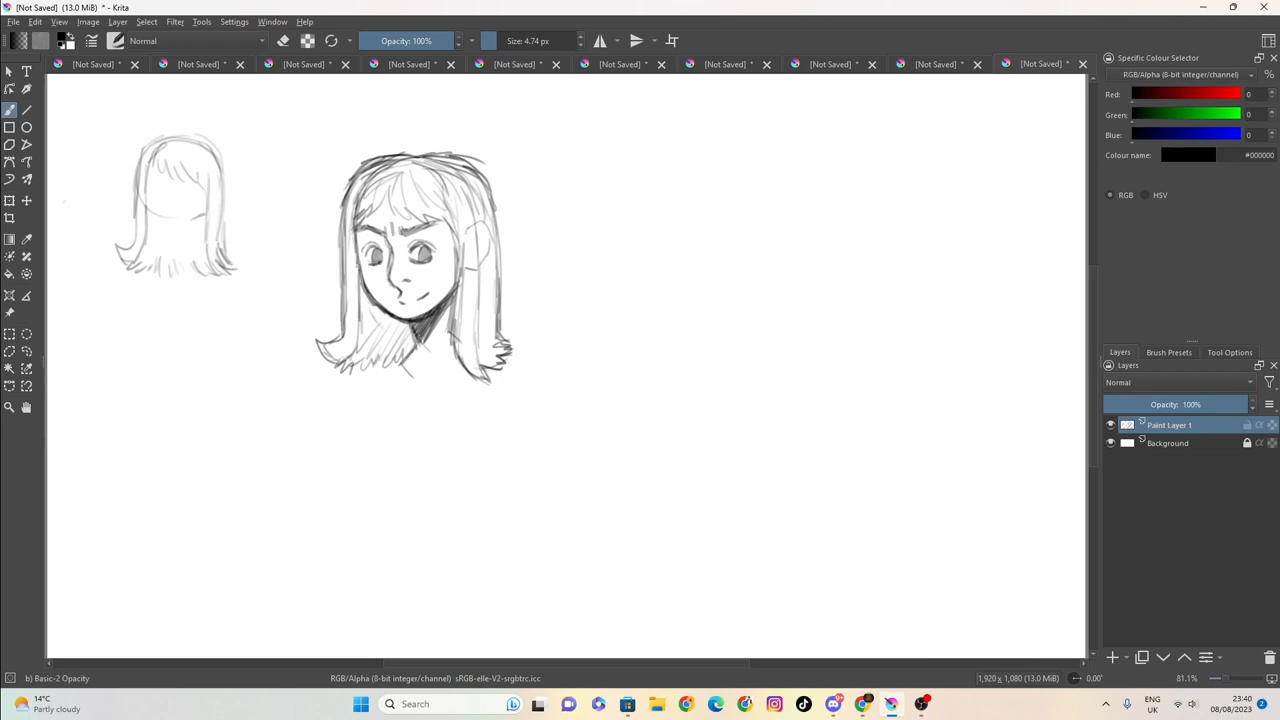 [Not Saved] (13.0 MiB) * - Krita
File Edit View Image Layer Select Filter Tools Settings Window Help
Normal Opacity: 100% Size: 4.74 px
[Not Saved] * [Not Saved] * [Not Saved] * [Not Saved] * [Not Saved] * [Not Saved] * [Not Saved] * [Not Saved] * [Not Saved] * [Not Saved] *
Specific Colour Selector
RGB/Alpha (8-bit integer/channel) %
Red: 0
Green: 0
Blue: 0
Colour name: #000000
RGB HSV
Layers Brush Presets Tool Options
Layers
Normal
Opacity: 100%
Paint Layer 1
Background
b) Basic-2 Opacity RGB/Alpha (8-bit integer/channel) sRGB-elle-V2-srgbtrc.icc 1,920 x 1,080 (13.0 MiB) 0.00° 81.1%
14°C
Partly cloudy
Search
ENG
UK
23:40
08/08/2023